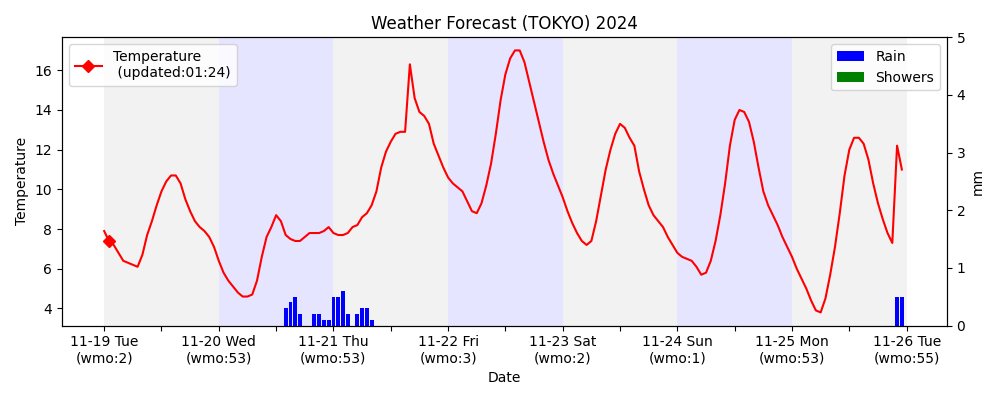 Weather Forecast (TOKYO) 2024
Temperature
(updated:01:24)
Rain
Showers
Temperature
16
14
12
10
8
6
4
5
4
3
2
1
0
mm
11-19 Tue
(wmo:2)
11-20 Wed
(wmo:53)
11-21 Thu
(wmo:53)
11-22 Fri
(wmo:3)
11-23 Sat
(wmo:2)
11-24 Sun
(wmo:1)
11-25 Mon
(wmo:53)
11-26 Tue
(wmo:55)
Date